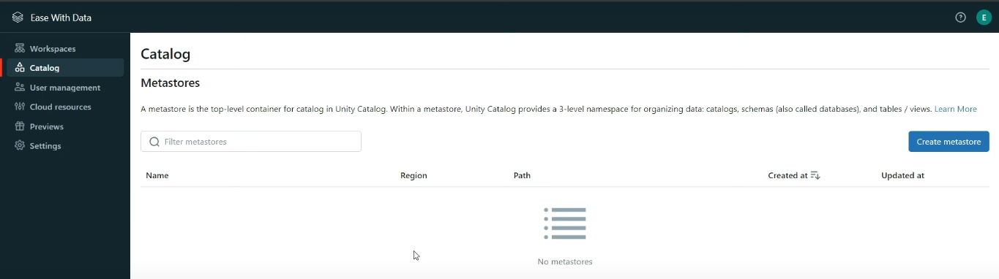 Ease With Data
E
Workspaces
Catalog
User management
Cloud resources
Previews
Settings
Catalog
Metastores
A metastore is the top-level container for catalog in Unity Catalog. Within a metastore, Unity Catalog provides a 3-level namespace for organizing data: catalogs, schemas (also called databases), and tables / views. Learn More
Filter metastores
Create metastore
Name Region Path Created at Updated at
No metastores